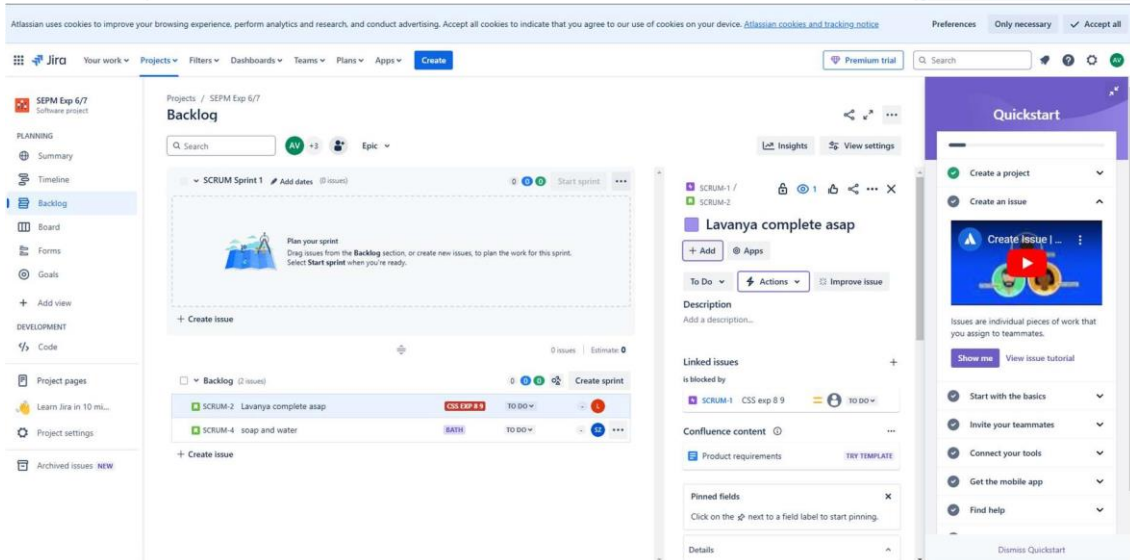 Atlassian uses cookies to improve your browsing experience, perform analytics and research, and conduct advertising. Accept all cookies to indicate that you agree to our use of cookies on your device. Atlassian cookies and tracking notice
Preferences Only necessary Accept all
Jira Your work Projects Filters Dashboards Teams Plans Apps Create
Premium trial Search AV
SEPM Exp 6/7
Software project
PLANNING
Summary
Timeline
Backlog
Board
Forms
Goals
Add view
DEVELOPMENT
Code
Project pages
Learn Jira in 10 mi...
Project settings
Archived issues NEW
Projects / SEPM Exp 6/7
Backlog
Search AV +3 Epic
Insights View settings
SCRUM Sprint 1 Add dates (0 issues) 0 0 0 Start sprint
Plan your sprint
Drag issues from the Backlog section, or create new issues, to plan the work for this sprint.
Select Start sprint when you're ready.
+ Create issue
0 issues | Estimate: 0
Backlog (2 issues) 0 0 0 Create sprint
SCRUM-2 Lavanya complete asap CSS EXP 8 9 TO DO - L
SCRUM-4 soap and water BATH TO DO - SZ
+ Create issue
SCRUM-1 /
SCRUM-2
1
Lavanya complete asap
+ Add Apps
To Do Actions Improve issue
Description
Add a description...
Linked issues +
is blocked by
SCRUM-1 CSS exp 8 9 TO DO
Confluence content
Product requirements TRY TEMPLATE
Pinned fields
Click on the next to a field label to start pinning.
Details
Quickstart
Create a project
Create an issue
Create Issue | ...
Issues are individual pieces of work that
you assign to teammates.
Show me View issue tutorial
Start with the basics
Invite your teammates
Connect your tools
Get the mobile app
Find help
Dismiss Quickstart